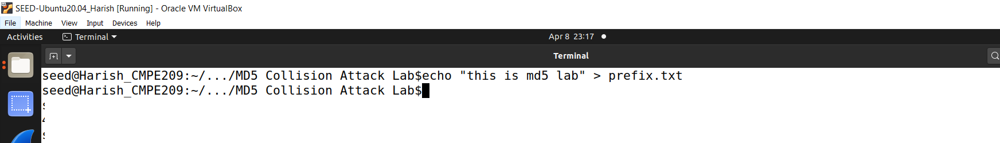 SEED-Ubuntu20.04_Harish [Running] - Oracle VM VirtualBox
File Machine View Input Devices Help
Activities Terminal Apr 8 23:17
Terminal
seed@Harish_CMPE209:~/.../MD5 Collision Attack Lab$echo "this is md5 lab" > prefix.txt
seed@Harish_CMPE209:~/.../MD5 Collision Attack Lab$